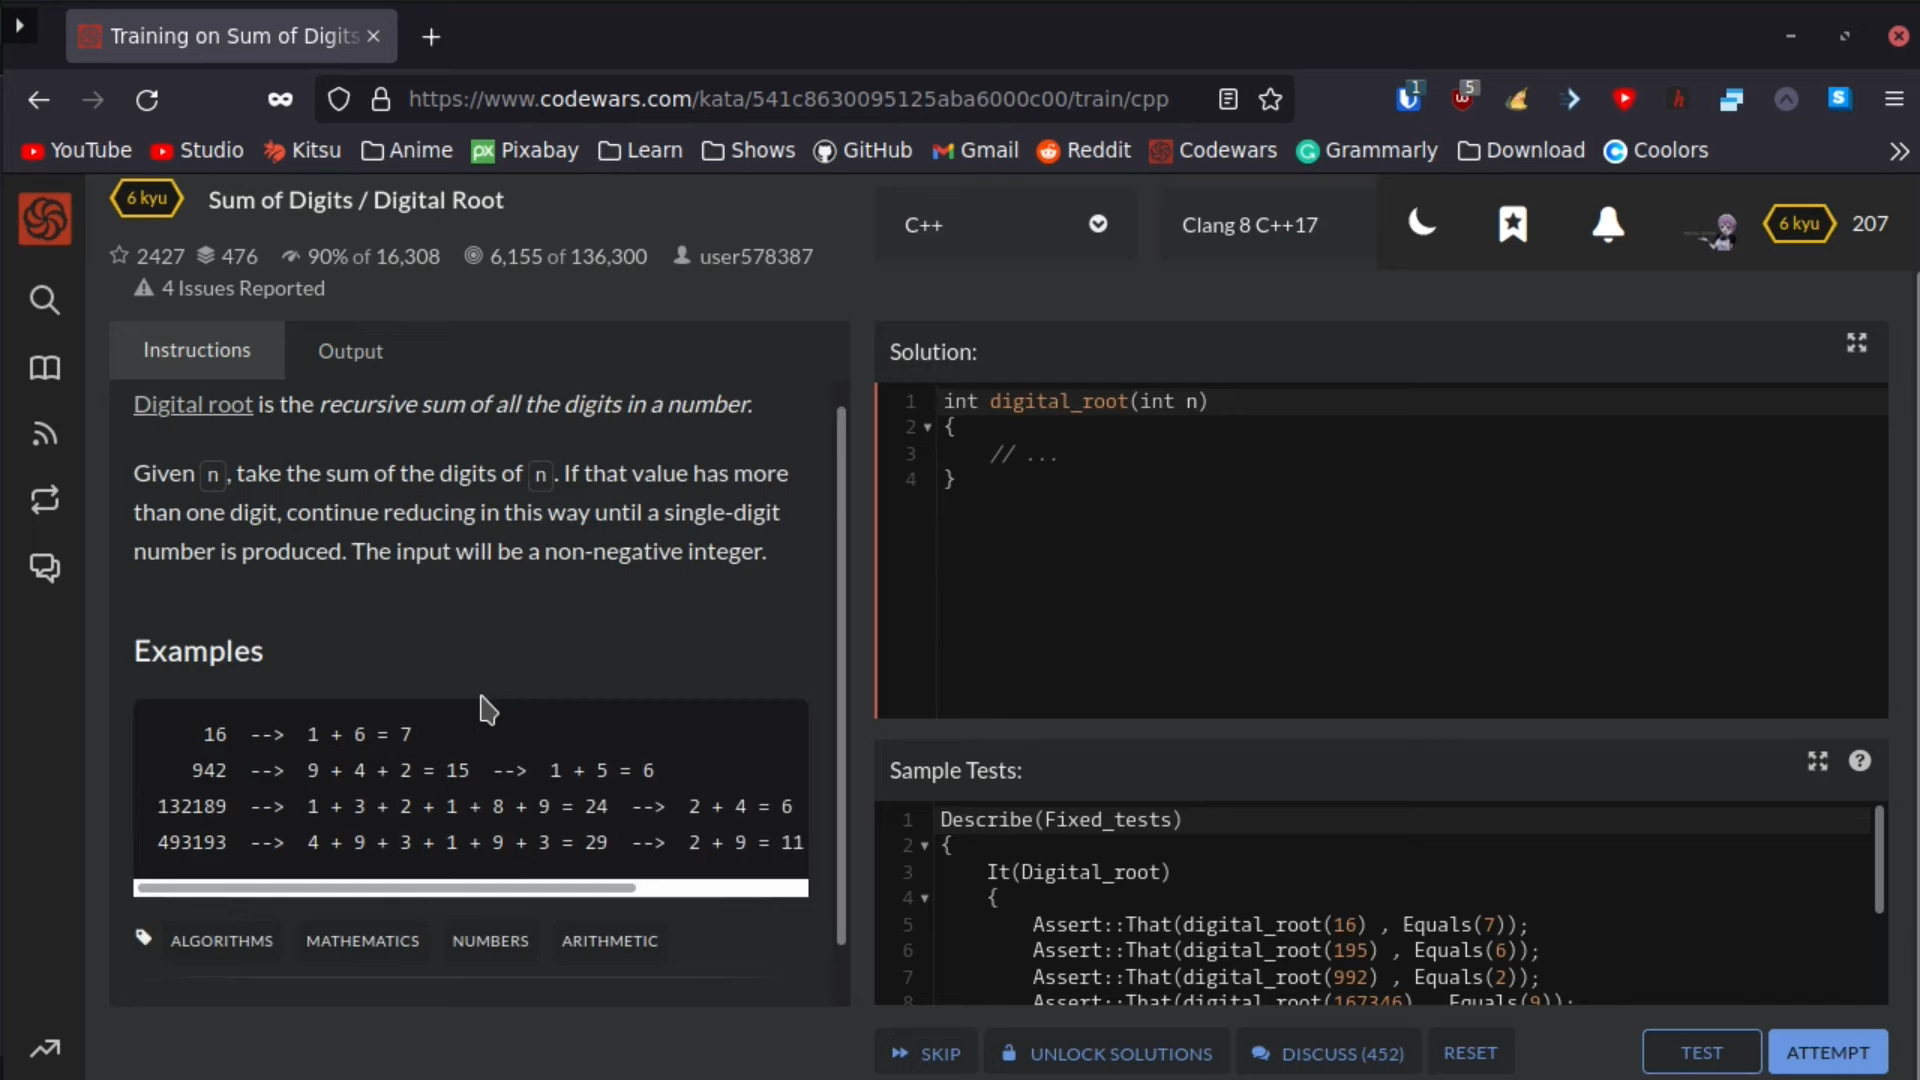 Training on Sum of Digits
https://www.codewars.com/kata/541c8630095125aba6000c00/train/cpp
1
5
YouTube Studio Kitsu Anime Pixabay Learn Shows GitHub Gmail Reddit Codewars Grammarly Download Coolors
6 kyu Sum of Digits / Digital Root
2427 476 90% of 16,308 6,155 of 136,300 user578387
4 Issues Reported
C++
Clang 8 C++17
6 kyu 207
Instructions Output
Digital root is the recursive sum of all the digits in a number.
Given n, take the sum of the digits of n. If that value has more
than one digit, continue reducing in this way until a single-digit
number is produced. The input will be a non-negative integer.
Examples
16 --> 1 + 6 = 7
942 --> 9 + 4 + 2 = 15 --> 1 + 5 = 6
132189 --> 1 + 3 + 2 + 1 + 8 + 9 = 24 --> 2 + 4 = 6
493193 --> 4 + 9 + 3 + 1 + 9 + 3 = 29 --> 2 + 9 = 11
ALGORITHMS MATHEMATICS NUMBERS ARITHMETIC
Solution:
1 int digital_root(int n)
2 {
3 // ...
4 }
Sample Tests:
1 Describe(Fixed_tests)
2 {
3 It(Digital_root)
4 {
5 Assert::That(digital_root(16) , Equals(7));
6 Assert::That(digital_root(195) , Equals(6));
7 Assert::That(digital_root(992) , Equals(2));
8 Assert::That(digital_root(167346) , Equals(9));
SKIP UNLOCK SOLUTIONS DISCUSS (452) RESET TEST ATTEMPT